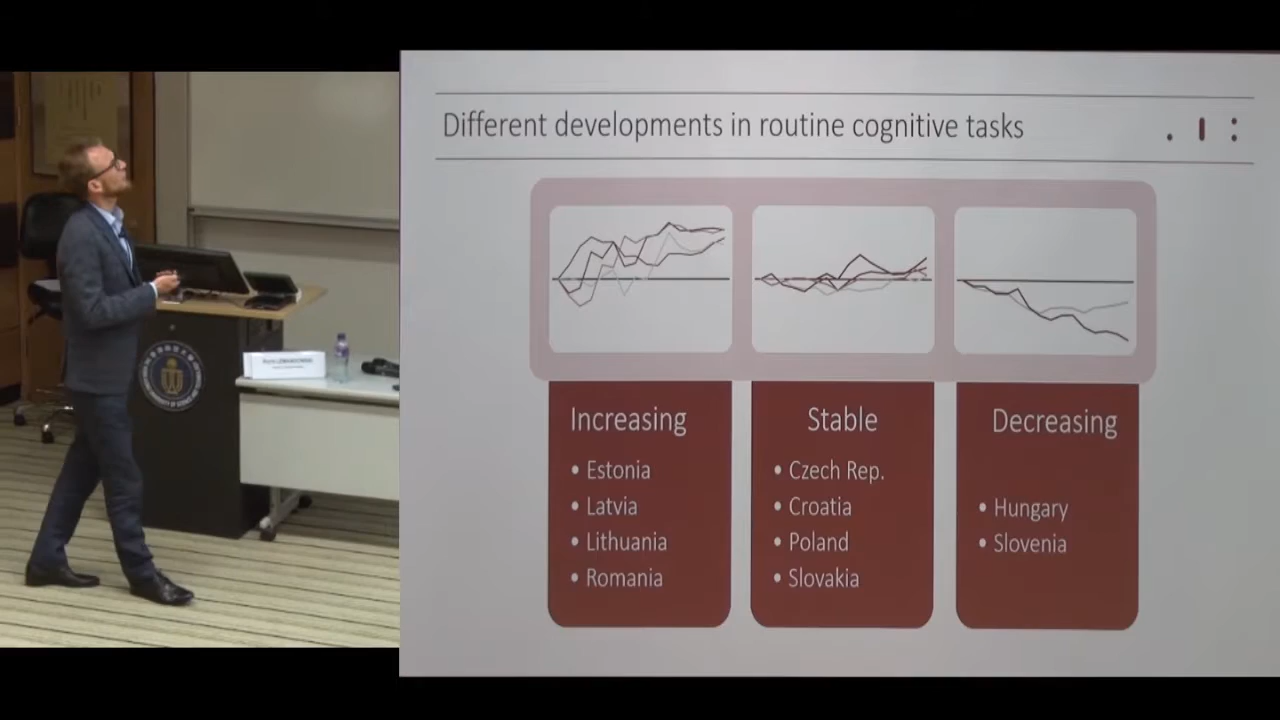 Different developments in routine cognitive tasks
Increasing
• Estonia
• Latvia
• Lithuania
• Romania
Stable
• Czech Rep.
• Croatia
• Poland
• Slovakia
Decreasing
• Hungary
• Slovenia
LEWANDOWSKI